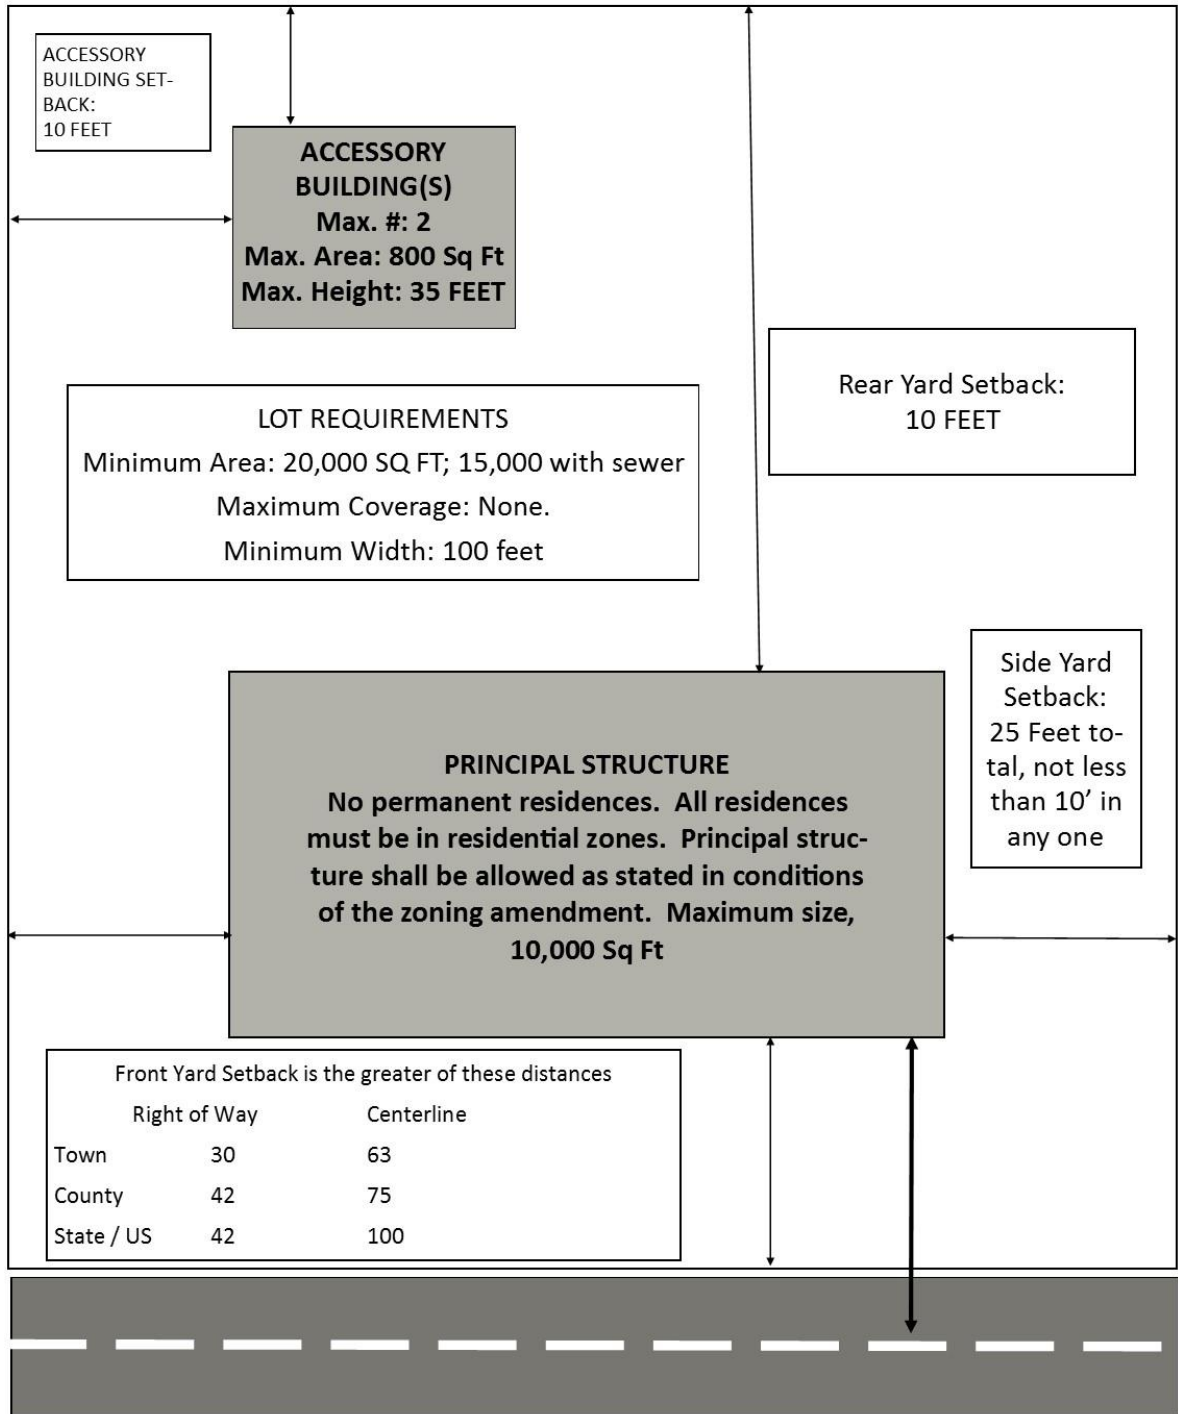 ACCESSORY
BUILDING SET-
BACK:
10 FEET
ACCESSORY
BUILDING(S)
Max. #: 2
Max. Area: 800 Sq Ft
Max. Height: 35 FEET
Rear Yard Setback:
10 FEET
LOT REQUIREMENTS
Minimum Area: 20,000 SQ FT; 15,000 with sewer
Maximum Coverage: None.
Minimum Width: 100 feet
Side Yard
Setback:
25 Feet to-
tal, not less
than 10’ in
any one
PRINCIPAL STRUCTURE
No permanent residences. All residences
must be in residential zones. Principal struc-
ture shall be allowed as stated in conditions
of the zoning amendment. Maximum size,
10,000 Sq Ft
Front Yard Setback is the greater of these distances
Right of Way Centerline
Town 30 63
County 42 75
State / US 42 100